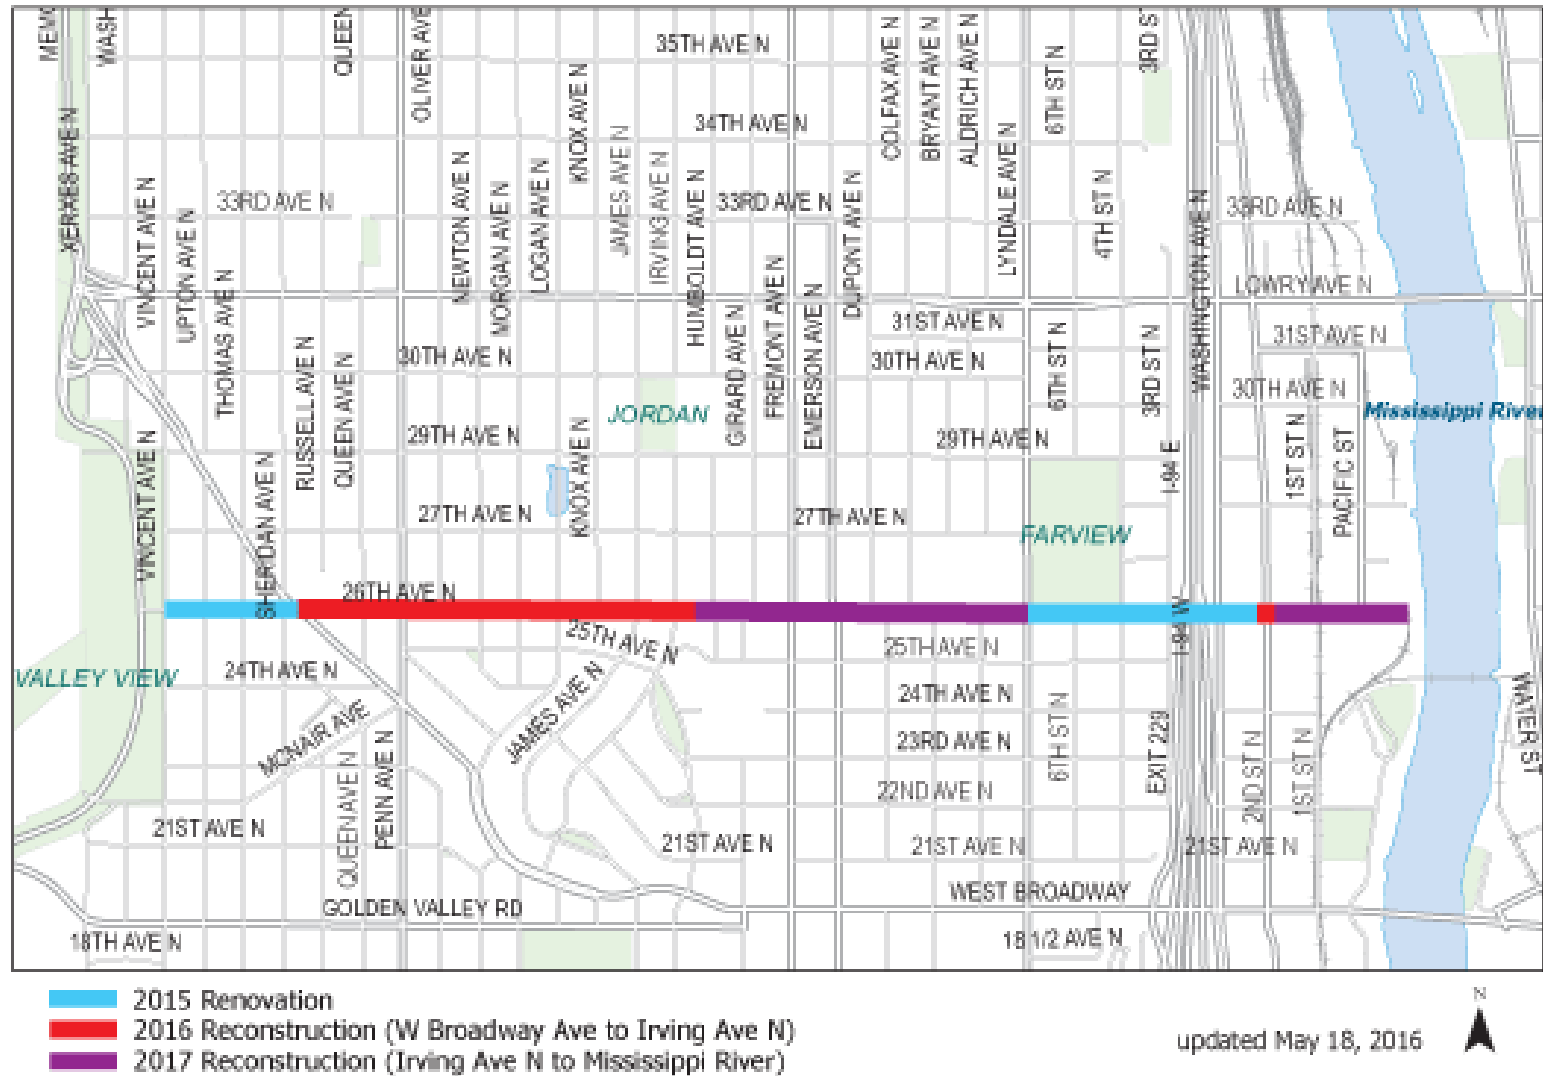 MEMO
WASH
QUEEN
OLIVER AVE
35TH AVE N
COLFAX AVE N
BRYANT AVE N
ALDRICH AVE N
6TH ST N
3RD ST
KNOX AVE N
34TH AVE N
XERXES AVE N
VINCENT AVE N
UPTON AVE N
33RD AVE N
NEWTON AVE N
MORGAN AVE N
LOGAN AVE N
JAMES AVE N
IRVING AVE N
HUMBOLDT AVE N
33RD AVE N
DUPONT AVE N
LYNDALE AVE N
4TH ST N
WASHINGTON AVE N
33RD AVE N
THOMAS AVE N
FREMONT AVE N
EMERSON AVE N
LOWRY AVE N
31ST AVE N
31ST AVE N
RUSSELL AVE N
QUEEN AVE N
30TH AVE N
GIRARD AVE N
30TH AVE N
6TH ST N
3RD ST N
30TH AVE N
JORDAN
Mississippi River
29TH AVE N
29TH AVE N
1ST ST N
PACIFIC ST
VINCENT AVE N
SHERIDAN AVE N
KNOX AVE N
I-94 E
27TH AVE N
27TH AVE N
FARVIEW
26TH AVE N
I-94 W
25TH AVE N
25TH AVE N
VALLEY VIEW
24TH AVE N
24TH AVE N
JAMES AVE N
6TH ST N
WATER ST
MCNAIR AVE
23RD AVE N
EXIT 229
2ND ST N
1ST ST N
QUEEN AVE N
PENN AVE N
22ND AVE N
21ST AVE N
21ST AVE N
21ST AVE N
21ST AVE N
WEST BROADWAY
GOLDEN VALLEY RD
18TH AVE N
18 1/2 AVE N
2015 Renovation
N
2016 Reconstruction (W Broadway Ave to Irving Ave N)
updated May 18, 2016
2017 Reconstruction (Irving Ave N to Mississippi River)